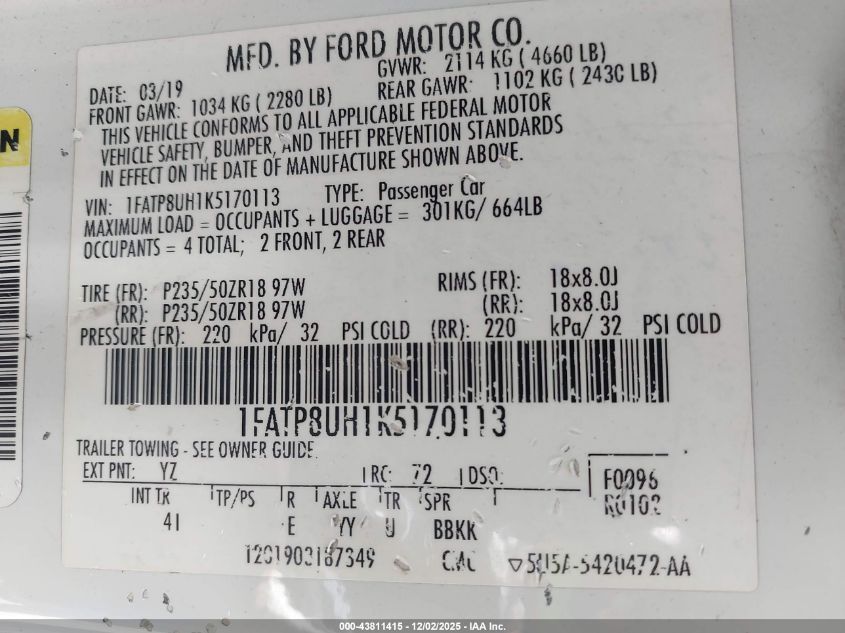 MFD. BY FORD MOTOR CO.
DATE: 03/19 GVWR: 2114 KG ( 4660 LB)
FRONT GAWR: 1034 KG ( 2280 LB) REAR GAWR: 1102 KG ( 2430 LB)
THIS VEHICLE CONFORMS TO ALL APPLICABLE FEDERAL MOTOR
VEHICLE SAFETY, BUMPER, AND THEFT PREVENTION STANDARDS
IN EFFECT ON THE DATE OF MANUFACTURE SHOWN ABOVE.
VIN: 1FATP8UH1K5170113 TYPE: Passenger Car
MAXIMUM LOAD = OCCUPANTS + LUGGAGE = 301KG/ 664LB
OCCUPANTS = 4 TOTAL; 2 FRONT, 2 REAR
TIRE (FR): P235/50ZR18 97W RIMS (FR): 18x8.0J
(RR): P235/50ZR18 97W (RR): 18x8.0J
PRESSURE (FR): 220 kPa/ 32 PSI COLD (RR): 220 kPa/ 32 PSI COLD
1FATP8UH1K5170113
TRAILER TOWING - SEE OWNER GUIDE.
EXT PNT: YZ RC: 72 DSO: F0096
R0102
INT TR TP/PS R AXLE TR SPR
4I E YY U BBKK
▽5U5A-5420472-AA
000-43811415 • 12/02/2025 - IAA Inc.